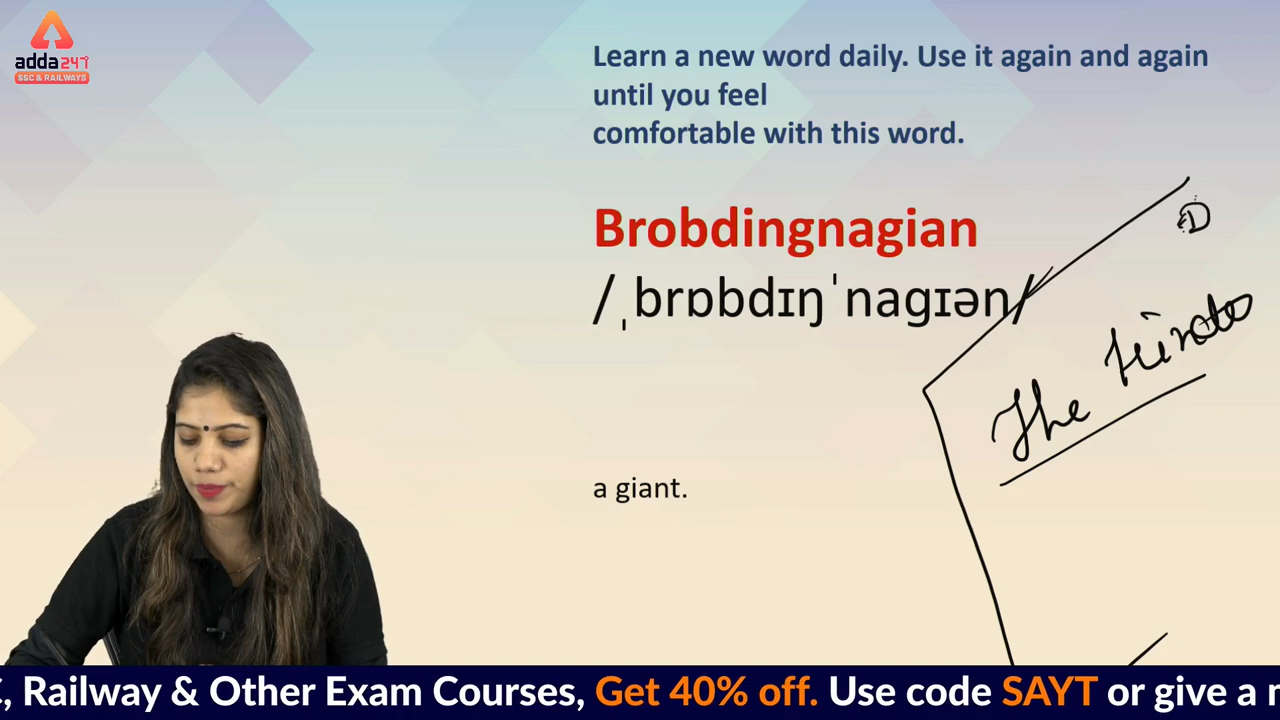 adda247
SSC & RAILWAYS
Learn a new word daily. Use it again and again
until you feel
comfortable with this word.
Brobdingnagian
/ˌbrɒbdɪŋˈnaɡɪən/
D
The
a giant.
, Railway & Other Exam Courses, Get 40% off. Use code SAYT or give a